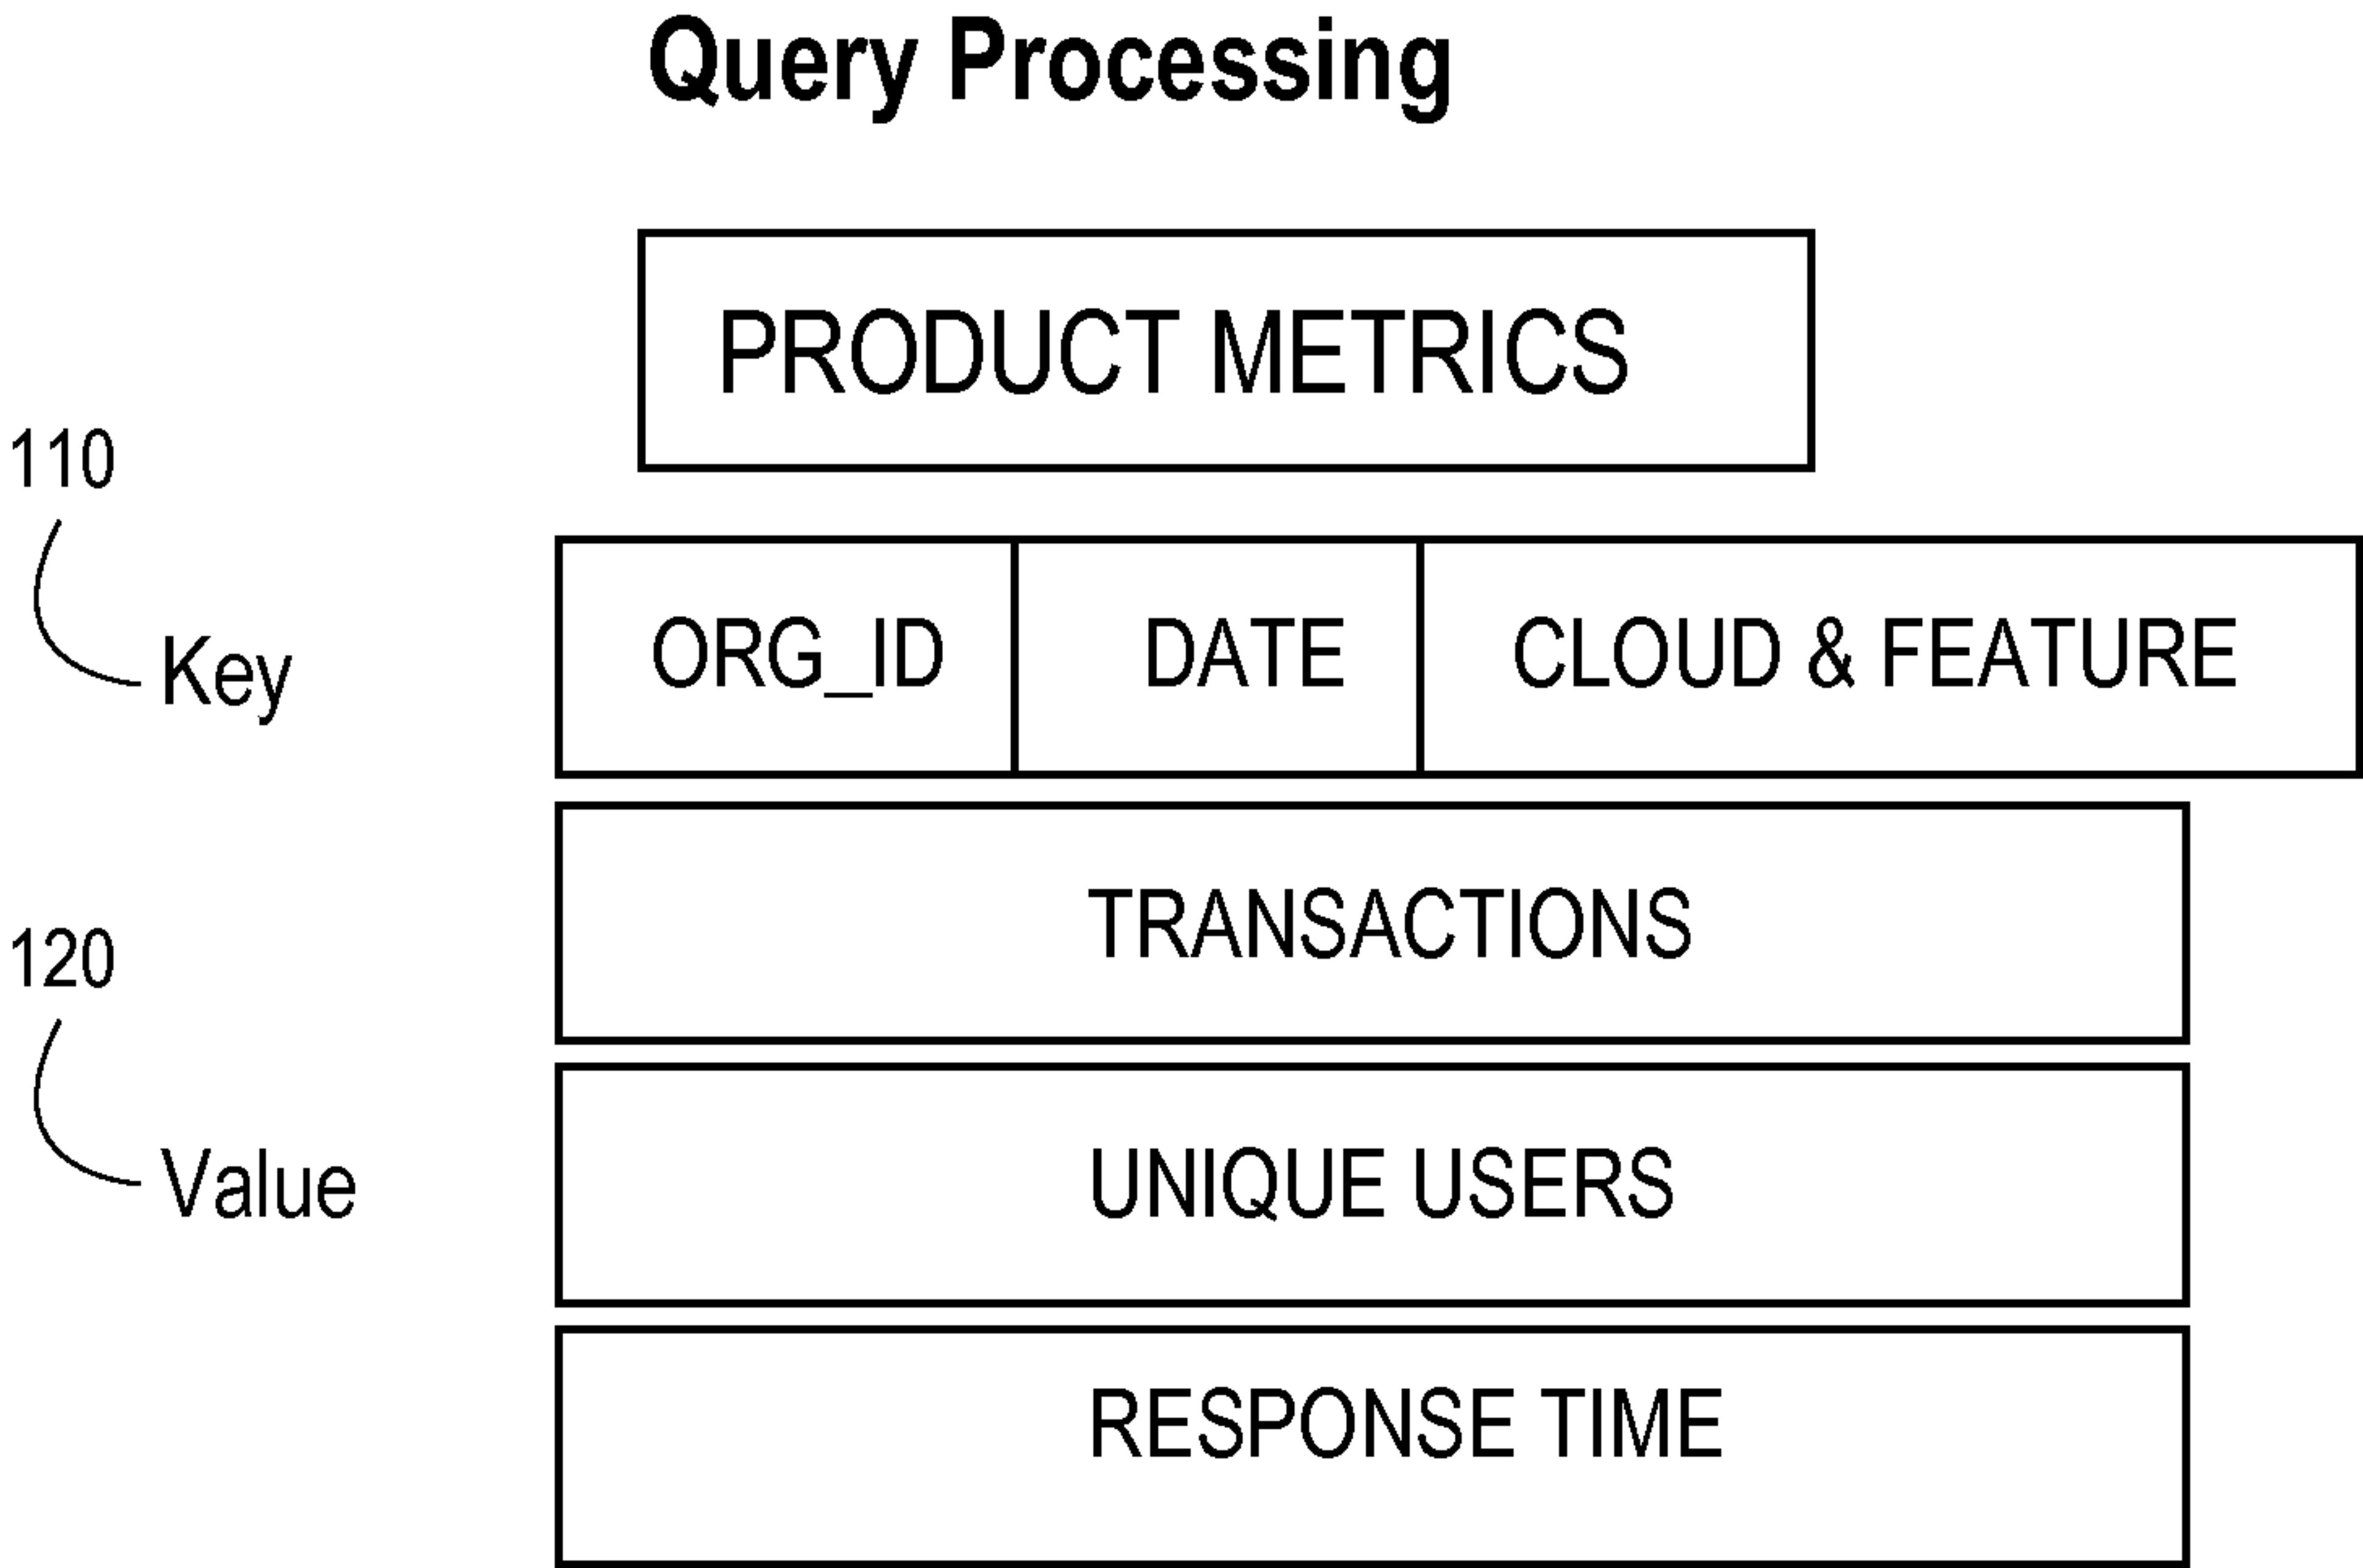 Query Processing
PRODUCT METRICS
110
Key
ORG_ID DATE CLOUD & FEATURE
TRANSACTIONS
120
Value
UNIQUE USERS
RESPONSE TIME